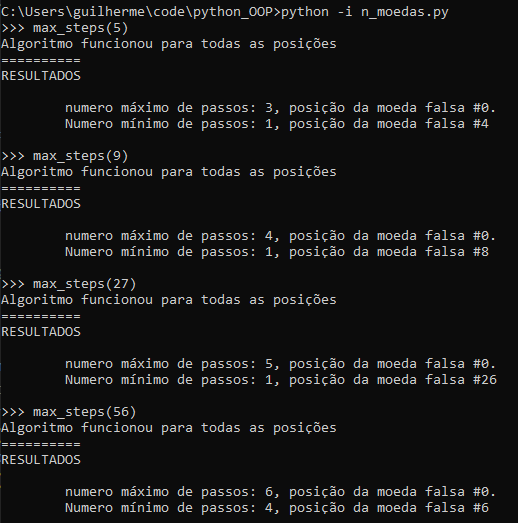 C:\Users\guilherme\code\python_OOP>python -i n_moedas.py
>>> max_steps(5)
Algoritmo funcionou para todas as posições
==========
RESULTADOS
numero máximo de passos: 3, posição da moeda falsa #0.
Numero mínimo de passos: 1, posição da moeda falsa #4
>>> max_steps(9)
Algoritmo funcionou para todas as posições
==========
RESULTADOS
numero máximo de passos: 4, posição da moeda falsa #0.
Numero mínimo de passos: 1, posição da moeda falsa #8
>>> max_steps(27)
Algoritmo funcionou para todas as posições
==========
RESULTADOS
numero máximo de passos: 5, posição da moeda falsa #0.
Numero mínimo de passos: 1, posição da moeda falsa #26
>>> max_steps(56)
Algoritmo funcionou para todas as posições
==========
RESULTADOS
numero máximo de passos: 6, posição da moeda falsa #0.
Numero mínimo de passos: 4, posição da moeda falsa #6